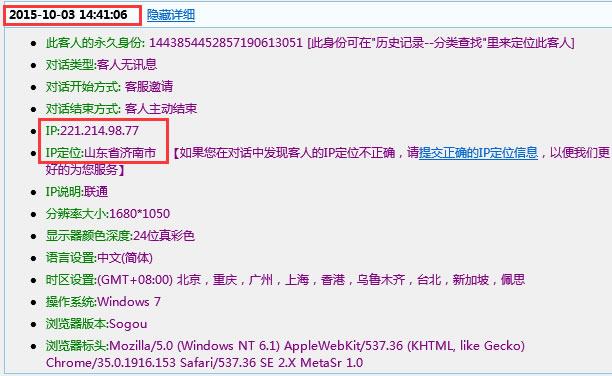 2015-10-03 14:41:06 隐藏详细
此客人的永久身份: 1443854452857190613051 [此身份可在"历史记录--分类查找"里来定位此客人]
对话类型:客人无讯息
对话开始方式: 客服邀请
对话结束方式: 客人主动结束
IP:221.214.98.77
IP定位:山东省济南市 【如果您在对话中发现客人的IP定位不正确，请提交正确的IP定位信息，以便我们更
好的为您服务】
IP说明:联通
分辨率大小:1680*1050
显示器颜色深度:24位真彩色
语言设置:中文(简体)
时区设置:(GMT+08:00) 北京，重庆，广州，上海，香港，乌鲁木齐，台北，新加坡，佩思
操作系统:Windows 7
浏览器版本:Sogou
浏览器标头:Mozilla/5.0 (Windows NT 6.1) AppleWebKit/537.36 (KHTML, like Gecko)
Chrome/35.0.1916.153 Safari/537.36 SE 2.X MetaSr 1.0